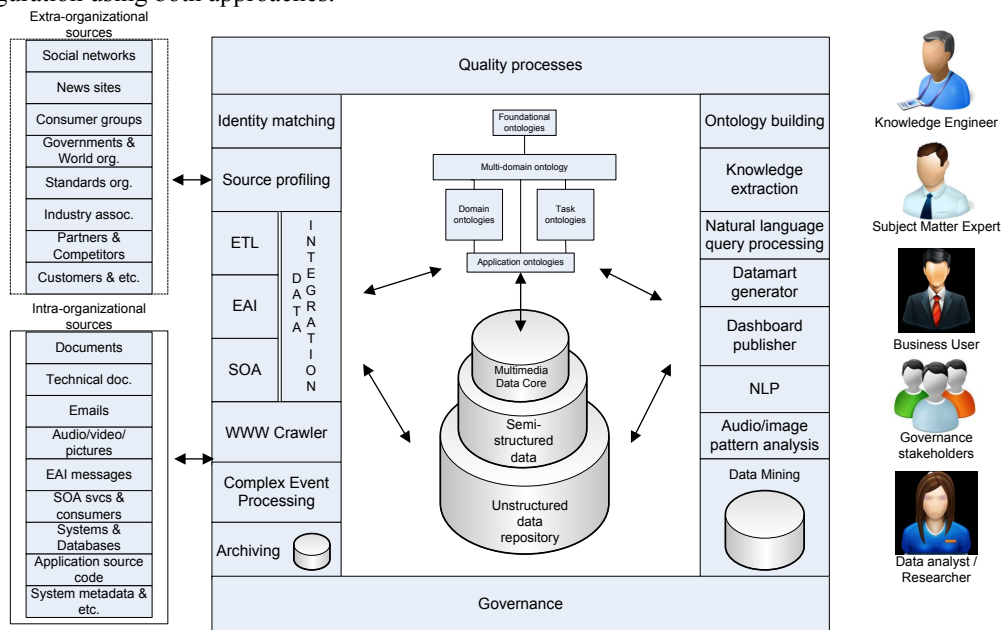 guration using both approaches.
Extra-organizational
sources
Social networks
News sites
Consumer groups
Governments &
World org.
Standards org.
Industry assoc.
Partners &
Competitors
Customers & etc.
Intra-organizational
sources
Documents
Technical doc.
Emails
Audio/video/
pictures
EAI messages
SOA svcs &
consumers
Systems &
Databases
Application source
code
System metadata &
etc.
Quality processes
Identity matching
Source profiling
ETL
EAI
SOA
DATA
INTEGRATION
WWW Crawler
Complex Event
Processing
Archiving
Foundational
ontologies
Multi-domain ontology
Domain
ontologies
Task
ontologies
Application ontologies
Multimedia
Data Core
Semi-
structured
data
Unstructured
data
repository
Ontology building
Knowledge
extraction
Natural language
query processing
Datamart
generator
Dashboard
publisher
NLP
Audio/image
pattern analysis
Data Mining
Governance
Knowledge Engineer
Subject Matter Expert
Business User
Governance
stakeholders
Data analyst /
Researcher